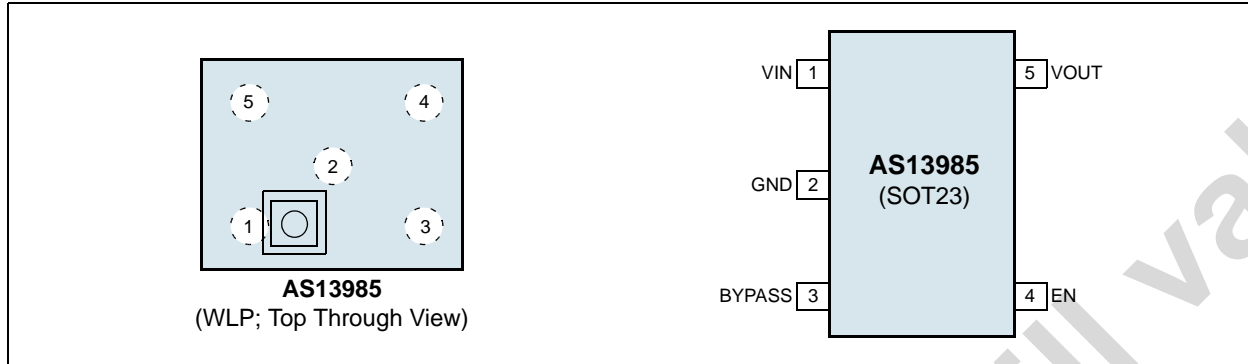 5
4
2
1
3
AS13985
(WLP; Top Through View)
VIN 1
5 VOUT
GND 2
AS13985
(SOT23)
BYPASS 3
4 EN